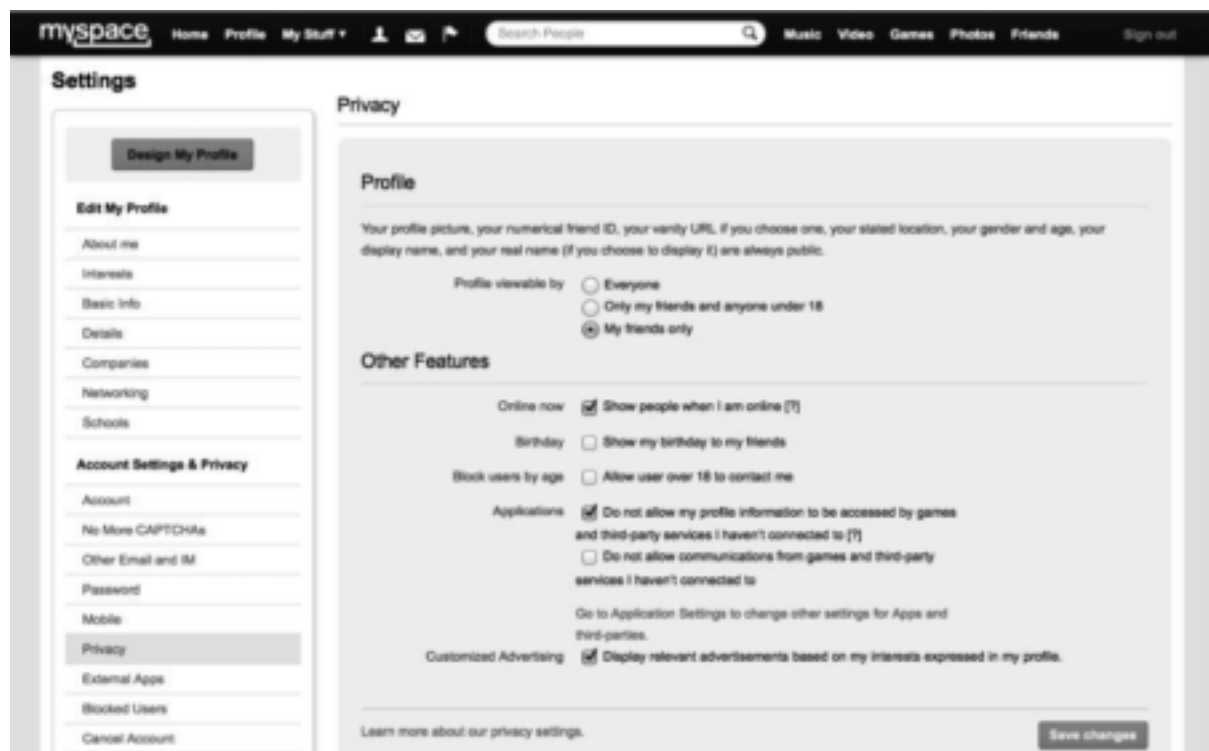 myspace Home Profile My Stuff Search People Music Video Games Photos Friends Sign out
Settings
Design My Profile
Edit My Profile
About me
Interests
Basic Info
Details
Companies
Networking
Schools
Account Settings & Privacy
Account
No More CAPTCHAs
Other Email and IM
Password
Mobile
Privacy
External Apps
Blocked Users
Cancel Account
Privacy
Profile
Your profile picture, your numerical friend ID, your vanity URL if you choose one, your stated location, your gender and age, your
display name, and your real name (if you choose to display it) are always public.
Profile viewable by Everyone
Only my friends and anyone under 18
My friends only
Other Features
Online now Show people when I am online [?]
Birthday Show my birthday to my friends
Block users by age Allow user over 18 to contact me
Applications Do not allow my profile information to be accessed by games
and third-party services I haven't connected to [?]
Do not allow communications from games and third-party
services I haven't connected to
Go to Application Settings to change other settings for Apps and
third-parties.
Customized Advertising Display relevant advertisements based on my interests expressed in my profile.
Learn more about our privacy settings.
Save changes